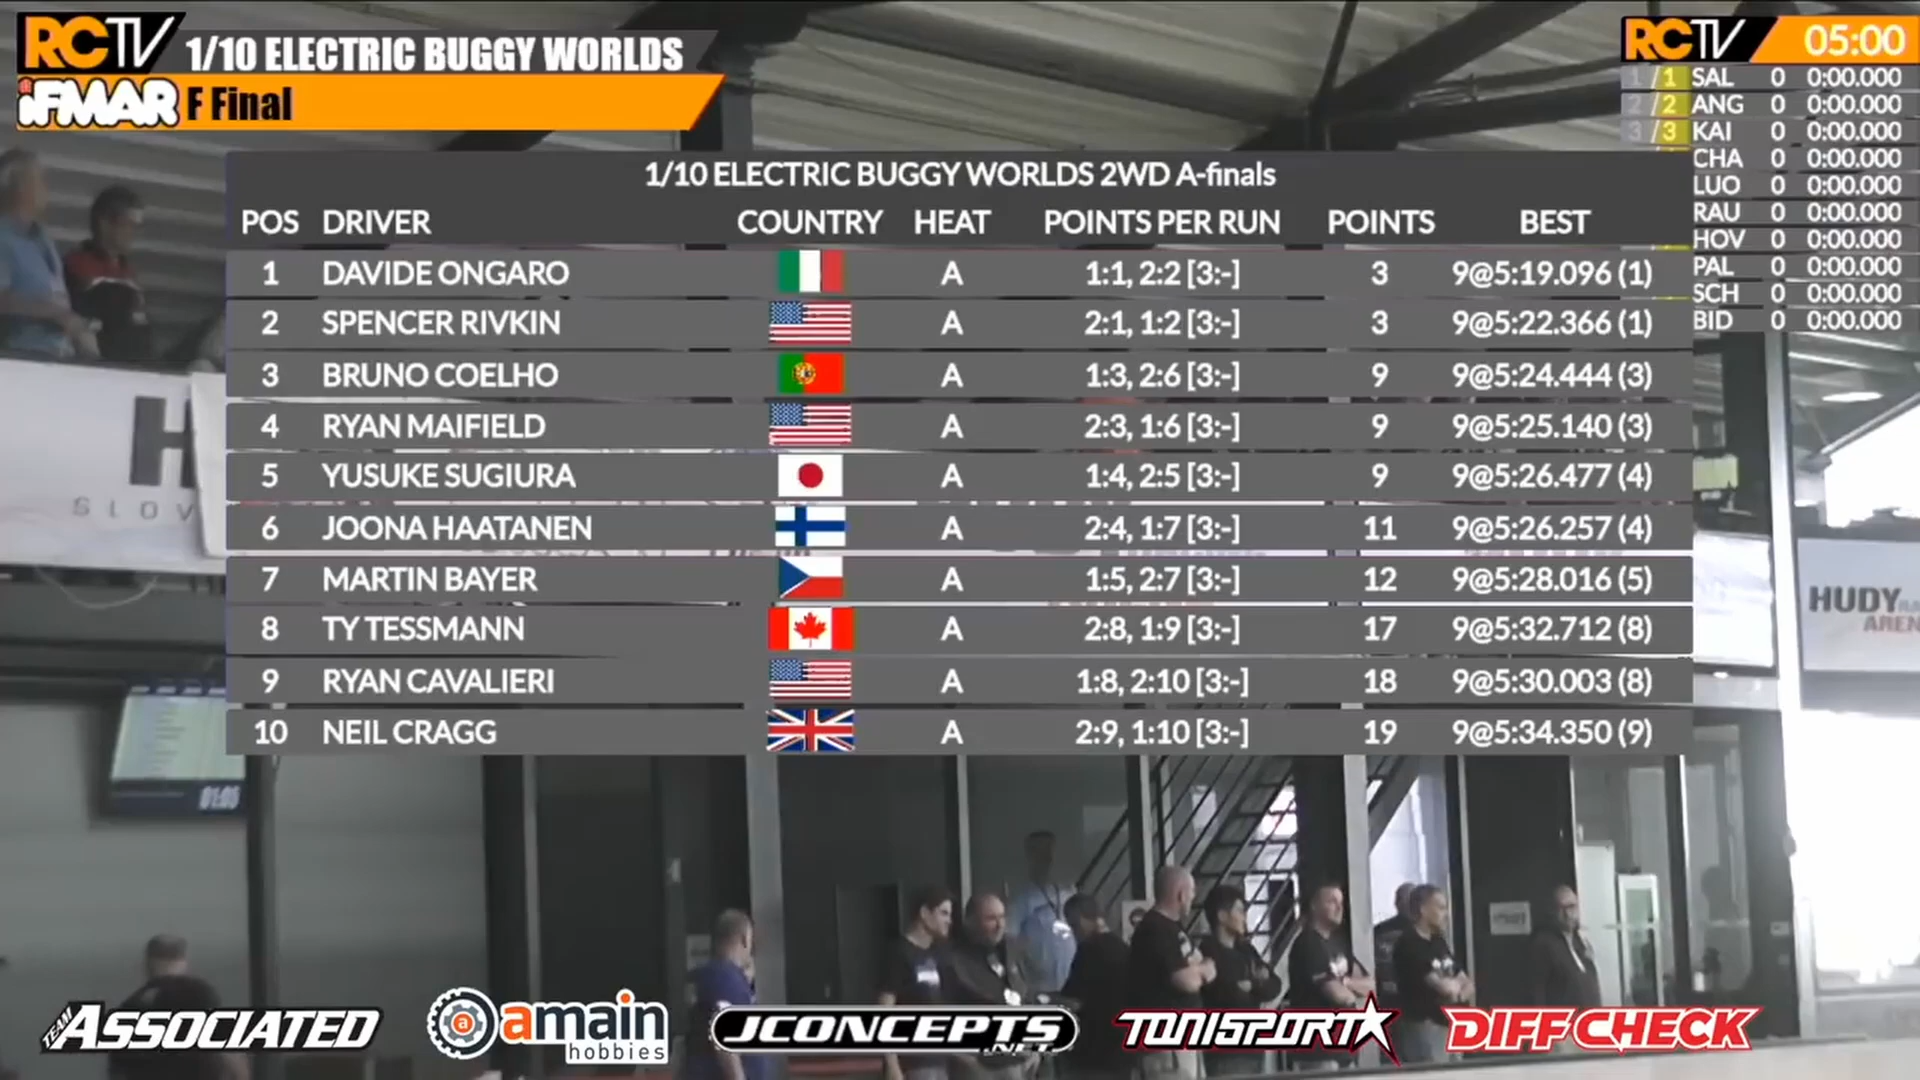 RCTV 1/10 ELECTRIC BUGGY WORLDS
iFMAR F Final
RCTV 05:00
1 / 1 SAL 0 0:00.000
2 / 2 ANG 0 0:00.000
3 / 3 KAI 0 0:00.000
CHA 0 0:00.000
LUO 0 0:00.000
RAU 0 0:00.000
HOV 0 0:00.000
PAL 0 0:00.000
SCH 0 0:00.000
BID 0 0:00.000
1/10 ELECTRIC BUGGY WORLDS 2WD A-finals
POS DRIVER COUNTRY HEAT POINTS PER RUN POINTS BEST
1 DAVIDE ONGARO A 1:1, 2:2 [3:-] 3 9@5:19.096 (1)
2 SPENCER RIVKIN A 2:1, 1:2 [3:-] 3 9@5:22.366 (1)
3 BRUNO COELHO A 1:3, 2:6 [3:-] 9 9@5:24.444 (3)
4 RYAN MAIFIELD A 2:3, 1:6 [3:-] 9 9@5:25.140 (3)
5 YUSUKE SUGIURA A 1:4, 2:5 [3:-] 9 9@5:26.477 (4)
6 JOONA HAATANEN A 2:4, 1:7 [3:-] 11 9@5:26.257 (4)
7 MARTIN BAYER A 1:5, 2:7 [3:-] 12 9@5:28.016 (5)
8 TY TESSMANN A 2:8, 1:9 [3:-] 17 9@5:32.712 (8)
9 RYAN CAVALIERI A 1:8, 2:10 [3:-] 18 9@5:30.003 (8)
10 NEIL CRAGG A 2:9, 1:10 [3:-] 19 9@5:34.350 (9)
H
SLOV
HUDY
AREN
01:05
TEAM ASSOCIATED
a amain hobbies
JCONCEPTS .NET
TONISPORT
DIFFCHECK